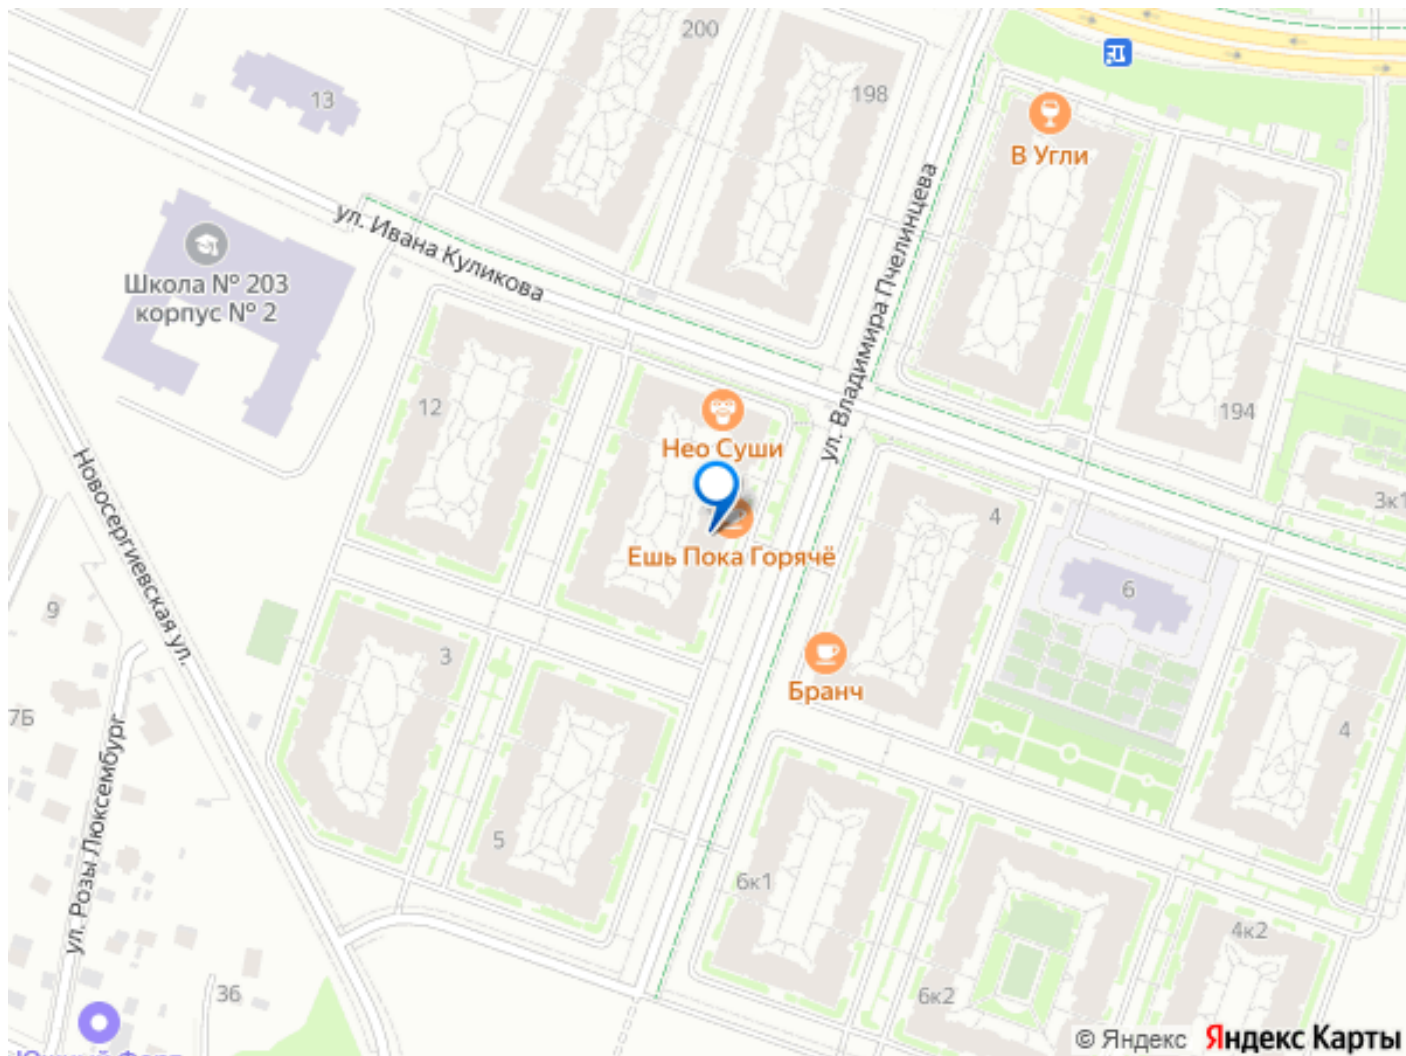 200
198
13
В Угли
ул. Ивана Куликова
ул. Владимира Пчелинцева
Школа № 203
корпус № 2
12
194
Нео Суши
3к1
4
Ешь Пока Горячё
Новосергиевская ул.
6
9
3
Бранч
7Б
4
ул. Розы Люксембург
5
6к1
4к2
36
6к2
© Яндекс
Яндекс Карты